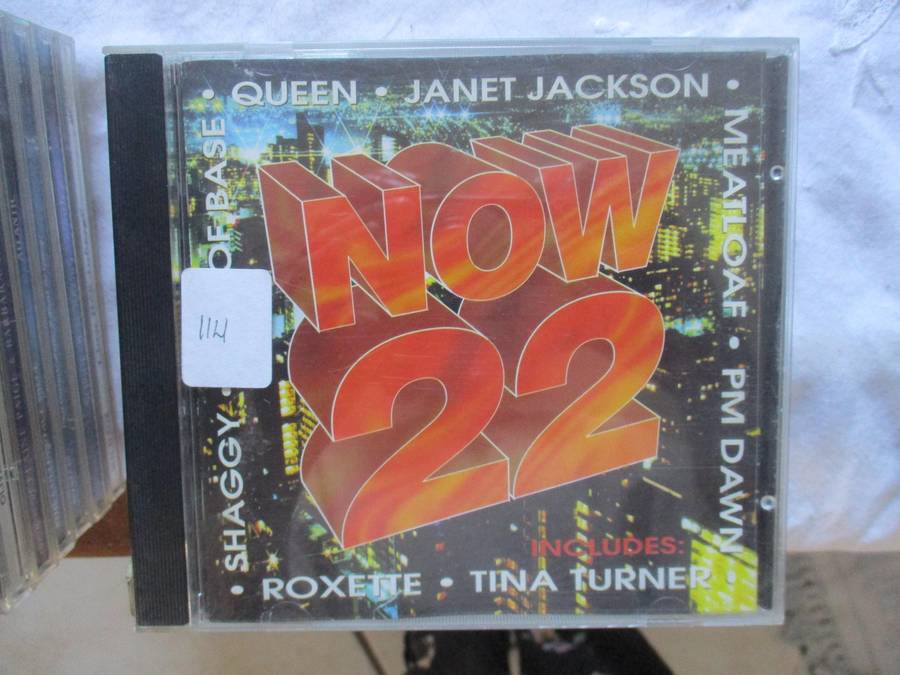 • QUEEN • JANET JACKSON •
MEATLOAF • PM DAWN •
NOW
22
114
OF BASE
• SHAGGY •
INCLUDES:
• ROXETTE • TINA TURNER